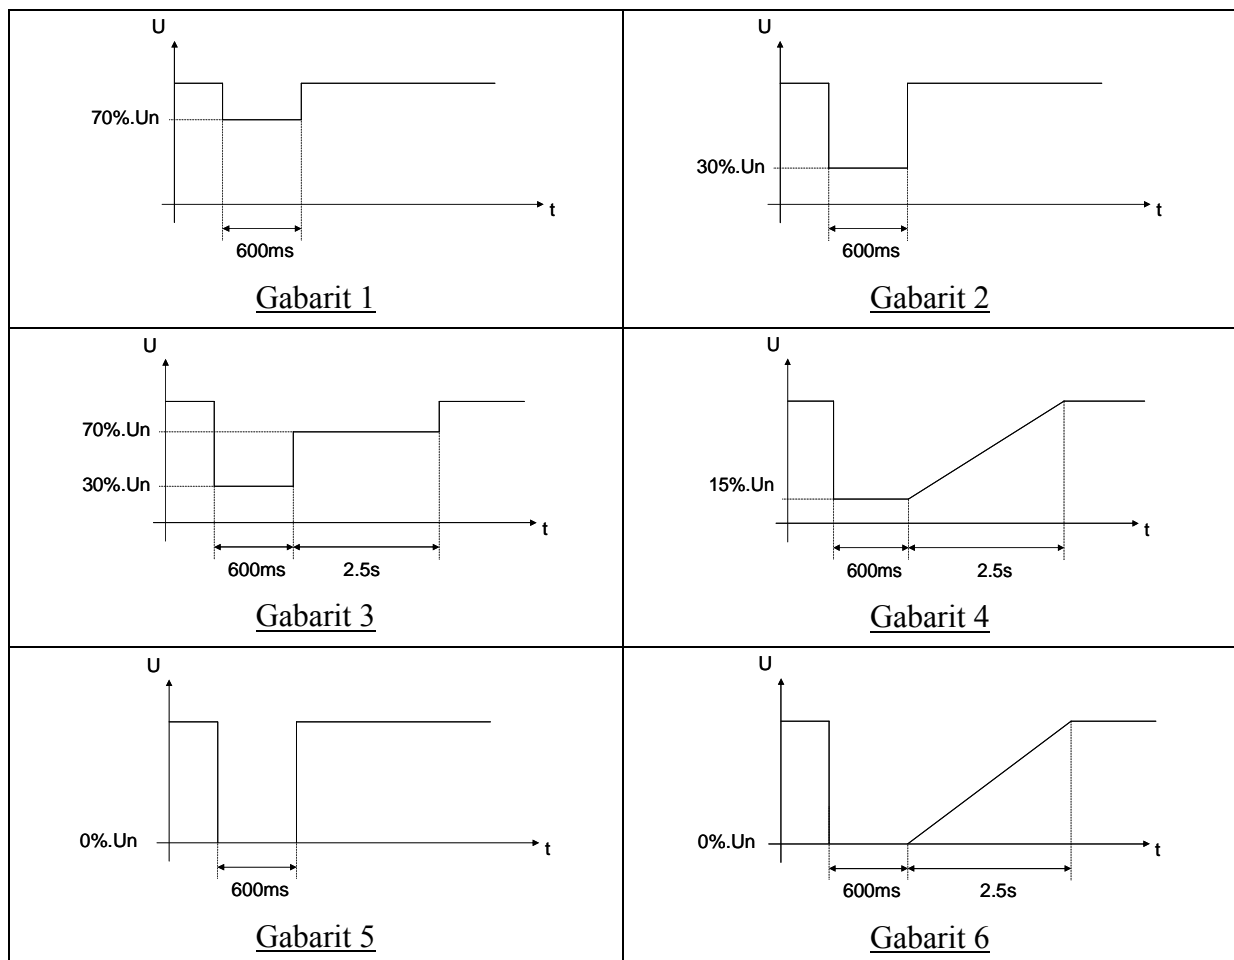 U
70%.Un
t
600ms
Gabarit 1
U
30%.Un
t
600ms
Gabarit 2
U
70%.Un
30%.Un
t
600ms 2.5s
Gabarit 3
U
15%.Un
t
600ms 2.5s
Gabarit 4
U
0%.Un
t
600ms
Gabarit 5
U
0%.Un
t
600ms 2.5s
Gabarit 6